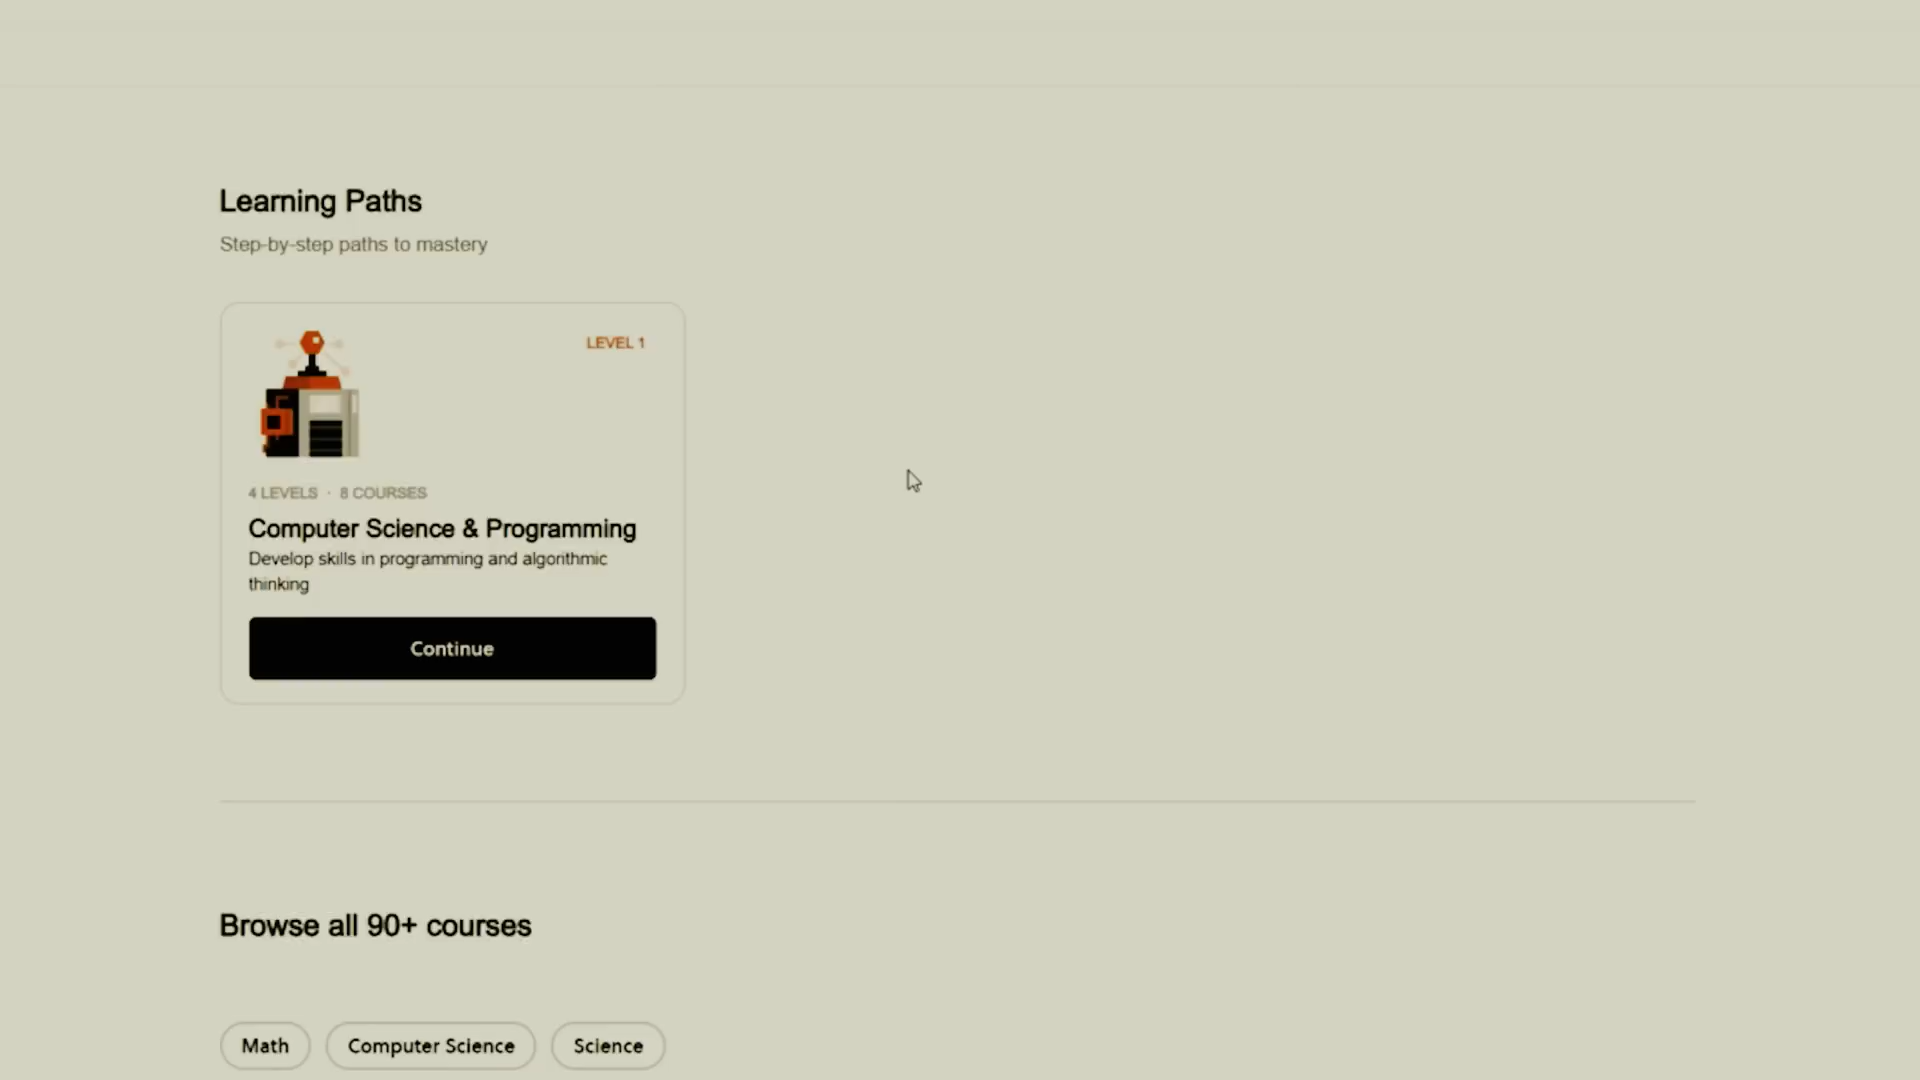 Learning Paths
Step-by-step paths to mastery
LEVEL 1
4 LEVELS · 8 COURSES
Computer Science & Programming
Develop skills in programming and algorithmic
thinking
Continue
Browse all 90+ courses
Math
Computer Science
Science